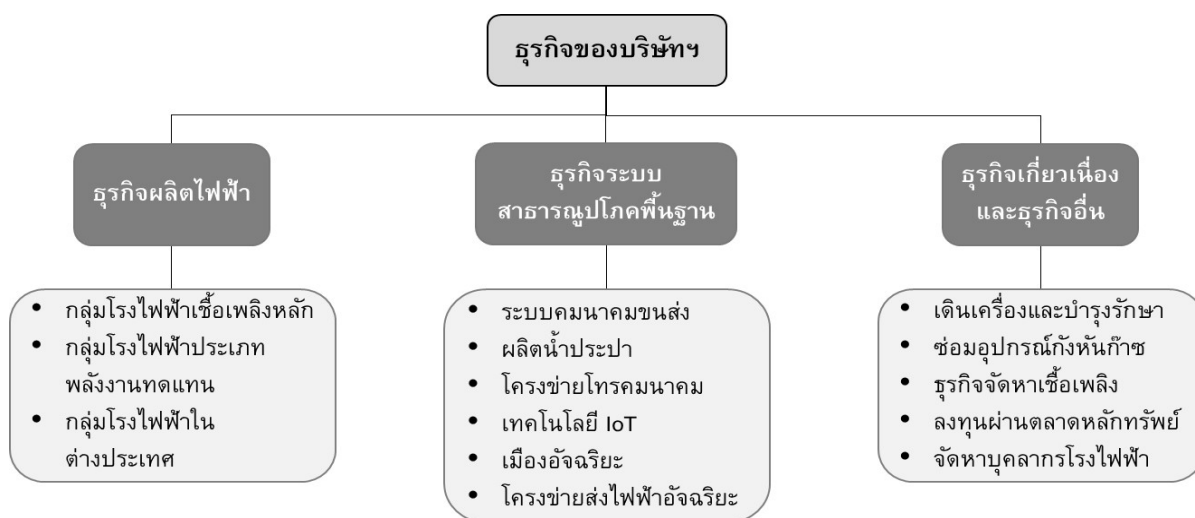 ธุรกิจของบริษัทฯ
ธุรกิจผลิตไฟฟ้า
• กลุ่มโรงไฟฟ้าเชื้อเพลิงหลัก
• กลุ่มโรงไฟฟ้าประเภท
พลังงานทดแทน
• กลุ่มโรงไฟฟ้าใน
ต่างประเทศ
ธุรกิจระบบ
สาธารณูปโภคพื้นฐาน
• ระบบคมนาคมขนส่ง
• ผลิตน้ำประปา
• โครงข่ายโทรคมนาคม
• เทคโนโลยี IoT
• เมืองอัจฉริยะ
• โครงข่ายส่งไฟฟ้าอัจฉริยะ
ธุรกิจเกี่ยวเนื่อง
และธุรกิจอื่น
• เดินเครื่องและบำรุงรักษา
• ซ่อมอุปกรณ์กังหันก๊าซ
• ธุรกิจจัดหาเชื้อเพลิง
• ลงทุนผ่านตลาดหลักทรัพย์
• จัดหาบุคลากรโรงไฟฟ้า